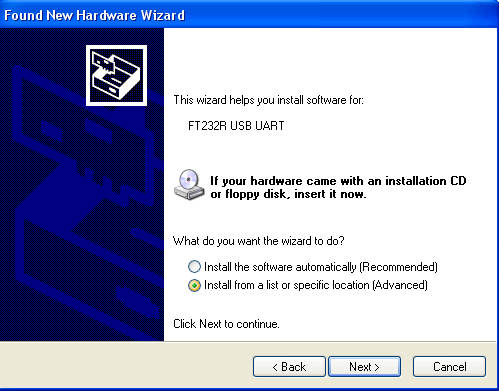 Found New Hardware Wizard
This wizard helps you install software for:
FT232R USB UART
If your hardware came with an installation CD
or floppy disk, insert it now.
What do you want the wizard to do?
Install the software automatically (Recommended)
Install from a list or specific location (Advanced)
Click Next to continue.
< Back
Next >
Cancel